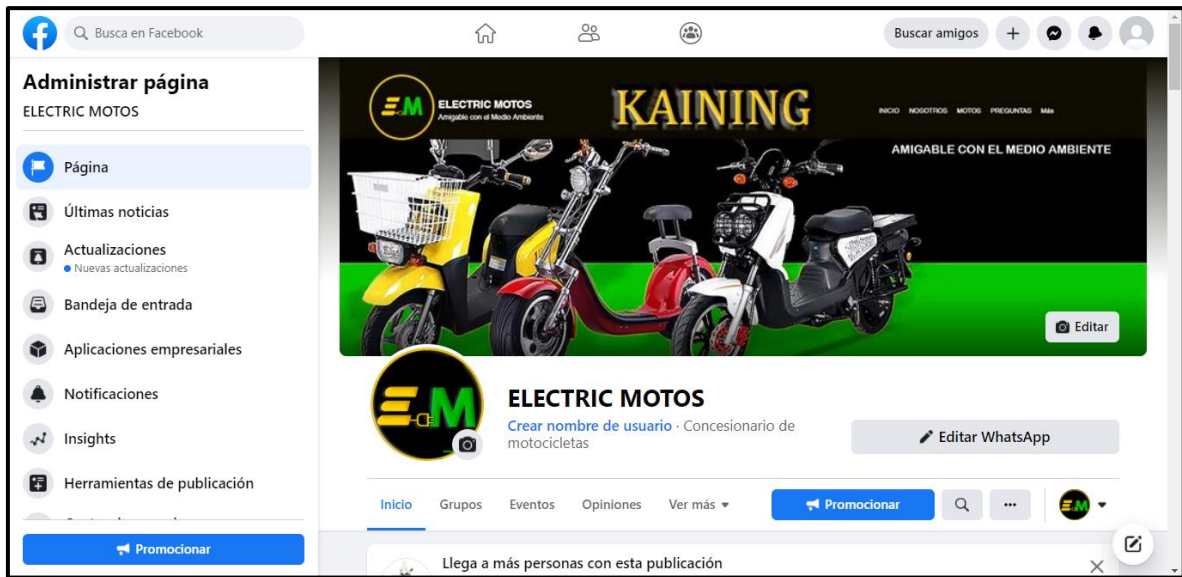 Busca en Facebook
Buscar amigos
Administrar página
ELECTRIC MOTOS
Página
Últimas noticias
Actualizaciones
Nuevas actualizaciones
Bandeja de entrada
Aplicaciones empresariales
Notificaciones
Insights
Herramientas de publicación
Promocionar
E M
ELECTRIC MOTOS
Amigable con el Medio Ambiente
KAINING
INICIO NOSOTROS MOTOS PREGUNTAS Más
AMIGABLE CON EL MEDIO AMBIENTE
Editar
EM
ELECTRIC MOTOS
Crear nombre de usuario · Concesionario de
motocicletas
Editar WhatsApp
Inicio Grupos Eventos Opiniones Ver más
Promocionar
EM
Llega a más personas con esta publicación